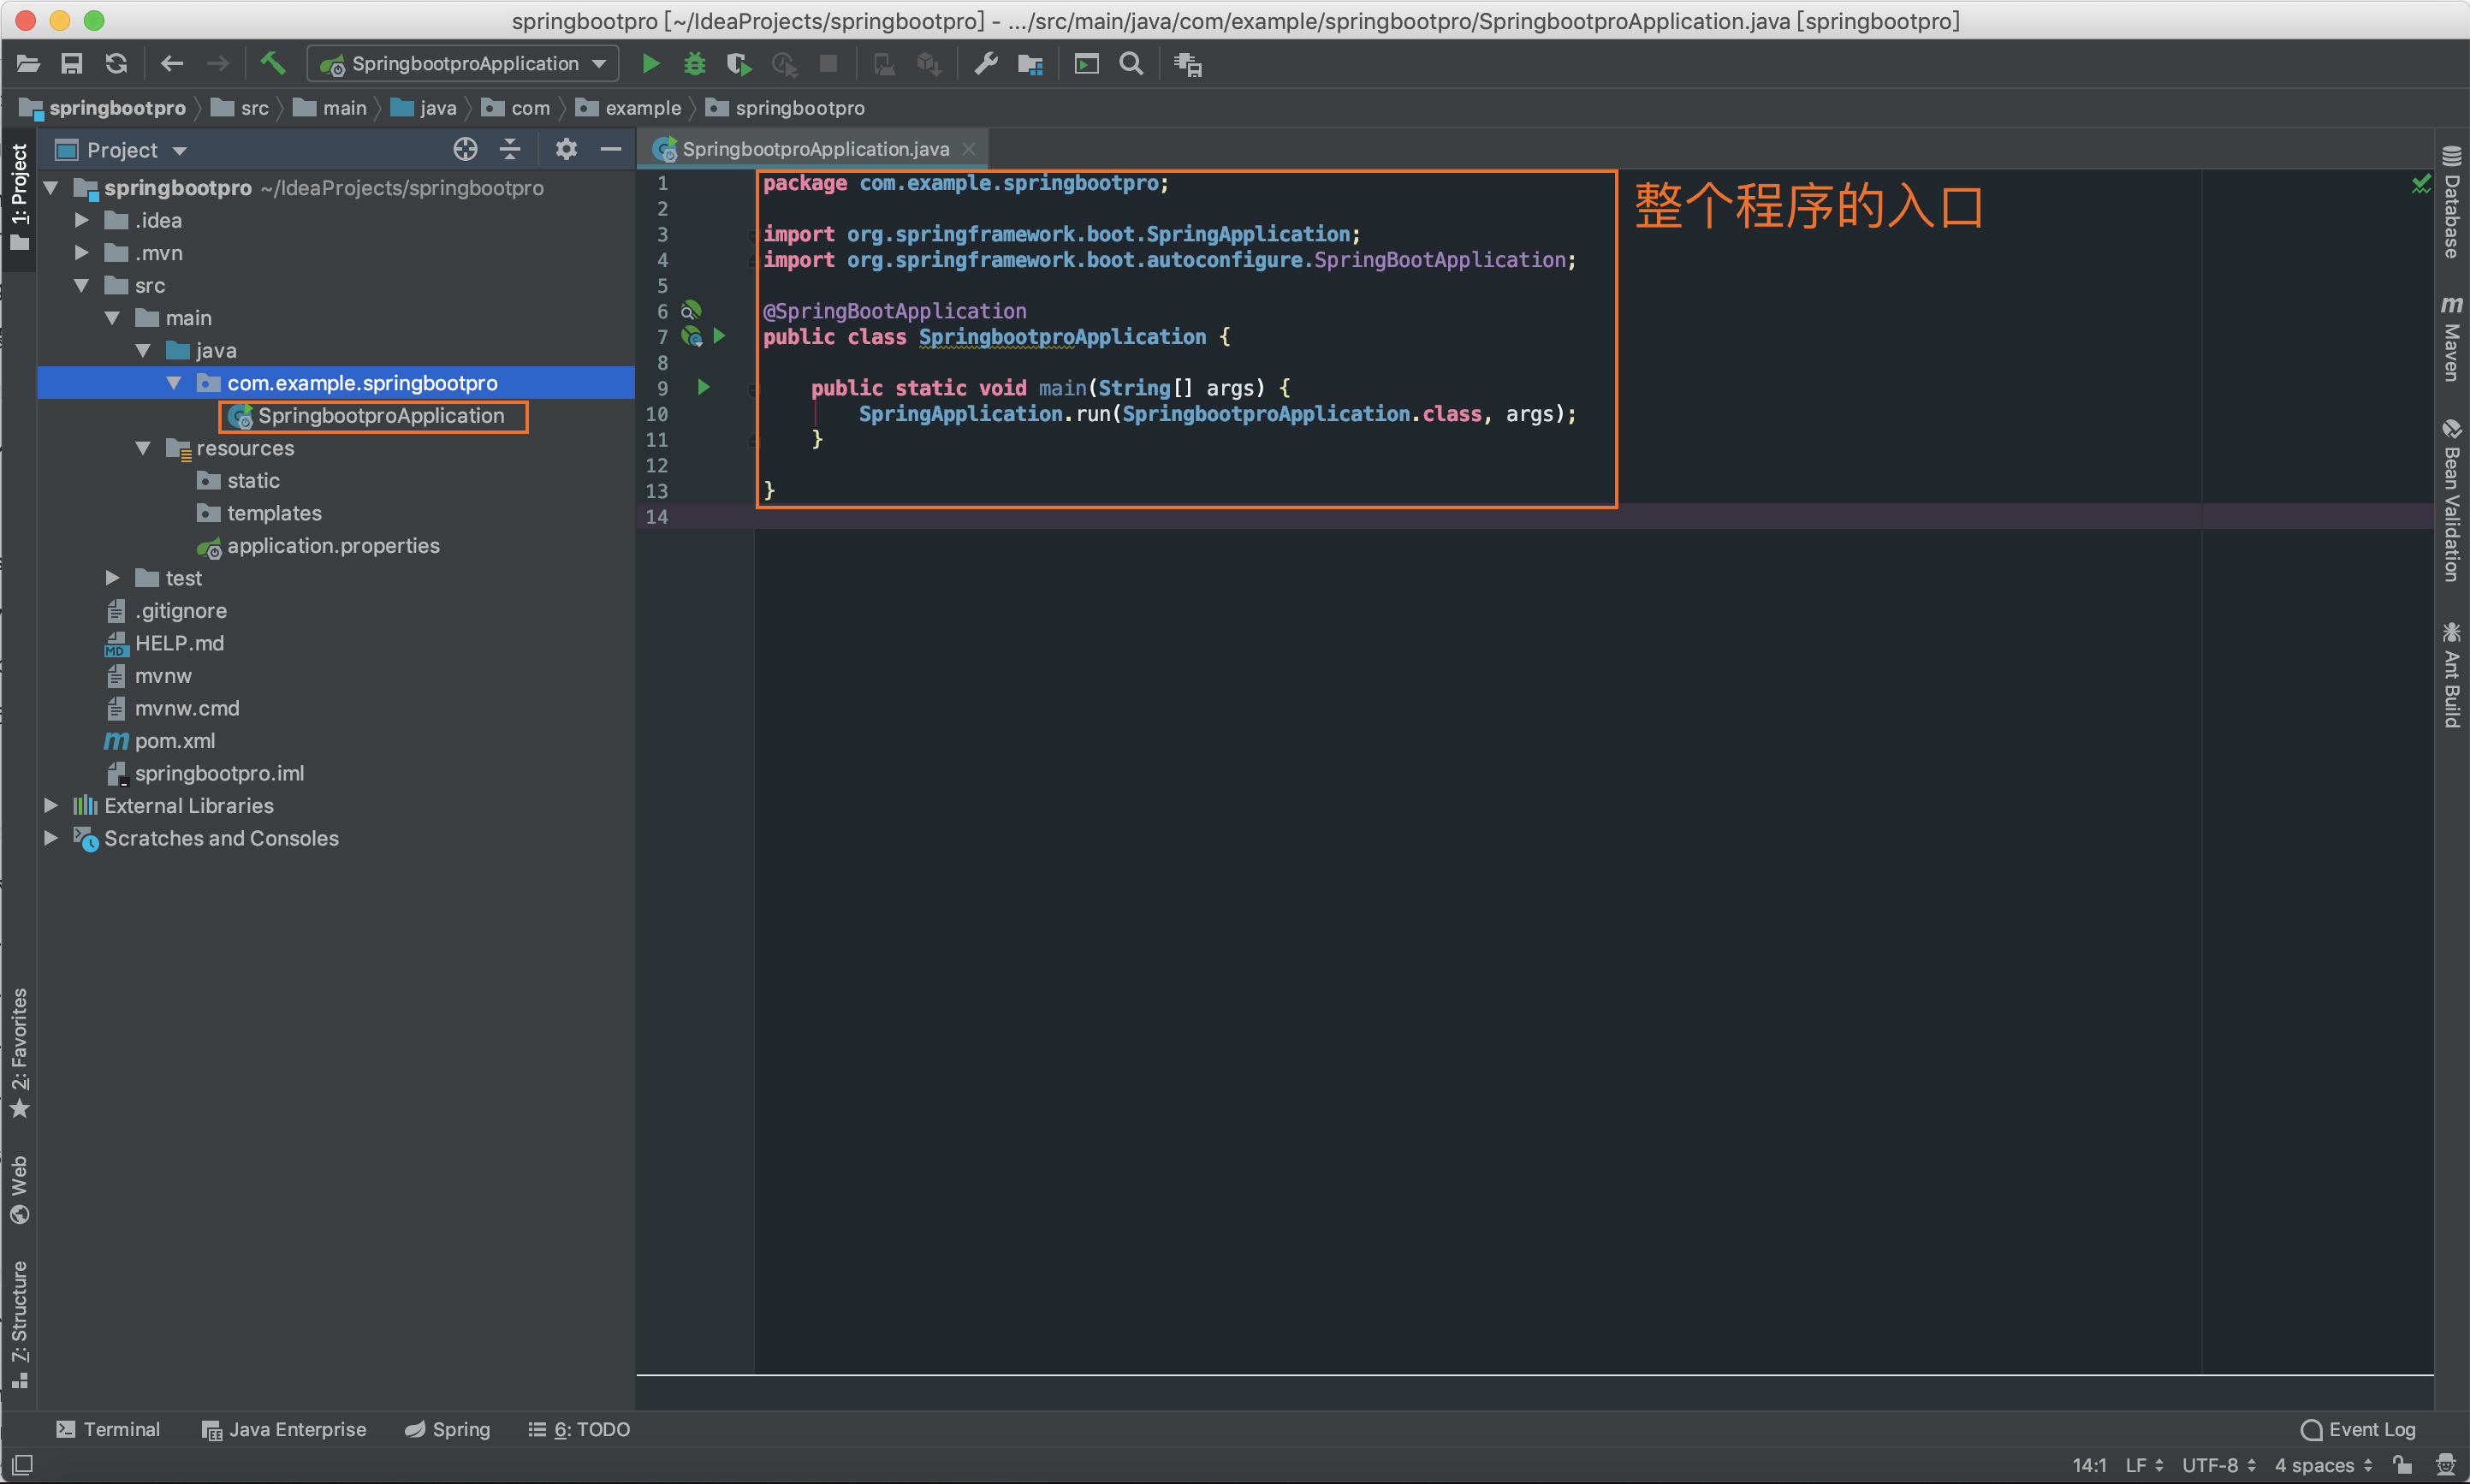 springbootpro [~/IdeaProjects/springbootpro] - .../src/main/java/com/example/springbootpro/SpringbootproApplication.java [springbootpro]
SpringbootproApplication
springbootpro src main java com example springbootpro
1: Project
Project
springbootpro ~/IdeaProjects/springbootpro
.idea
.mvn
src
main
java
com.example.springbootpro
SpringbootproApplication
resources
static
templates
application.properties
test
.gitignore
HELP.md
mvnw
mvnw.cmd
pom.xml
springbootpro.iml
External Libraries
Scratches and Consoles
2: Favorites
Web
7: Structure
SpringbootproApplication.java
1 package com.example.springbootpro;
2
3 import org.springframework.boot.SpringApplication;
4 import org.springframework.boot.autoconfigure.SpringBootApplication;
5
6 @SpringBootApplication
7 public class SpringbootproApplication {
8
9 public static void main(String[] args) {
10 SpringApplication.run(SpringbootproApplication.class, args);
11 }
12
13 }
14
整个程序的入口
Database
Maven
Bean Validation
Ant Build
Terminal Java Enterprise Spring 6: TODO Event Log
14:1 LF UTF-8 4 spaces